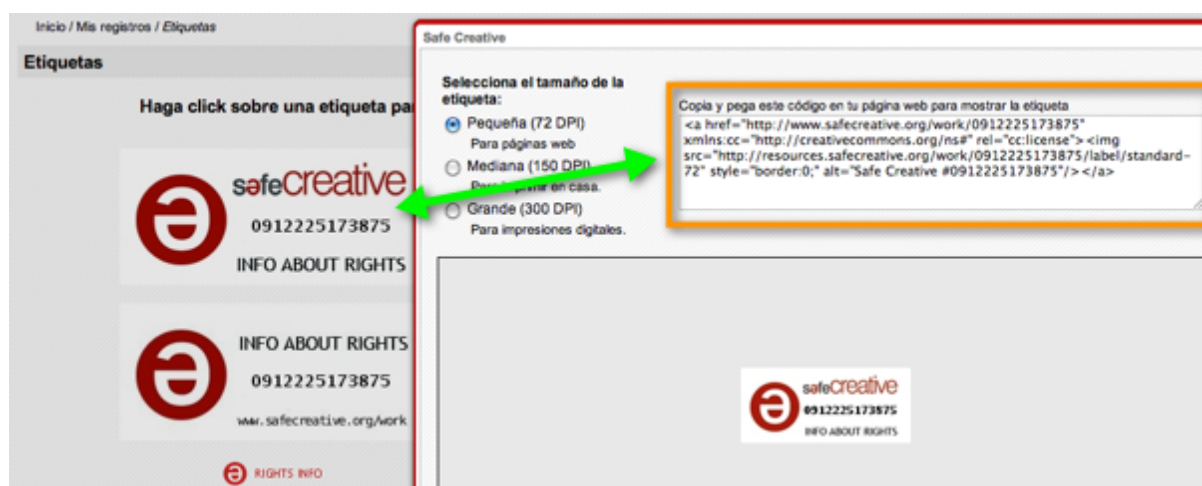 Inicio / Mis registros / Etiquetas
Etiquetas
Haga click sobre una etiqueta pa
safecreative
0912225173875
INFO ABOUT RIGHTS
INFO ABOUT RIGHTS
0912225173875
www.safecreative.org/work
RIGHTS INFO
Safe Creative
Selecciona el tamaño de la
etiqueta:
Pequeña (72 DPI)
Para páginas web
Mediana (150 DPI)
Para imprimir en casa.
Grande (300 DPI)
Para impresiones digitales.
Copia y pega este código en tu página web para mostrar la etiqueta
<a href="http://www.safecreative.org/work/0912225173875"
xmlns:cc="http://creativecommons.org/ns#" rel="cc:license"><img
src="http://resources.safecreative.org/work/0912225173875/label/standard-
72" style="border:0;" alt="Safe Creative #0912225173875"/></a>
safecreative
0912225173875
INFO ABOUT RIGHTS